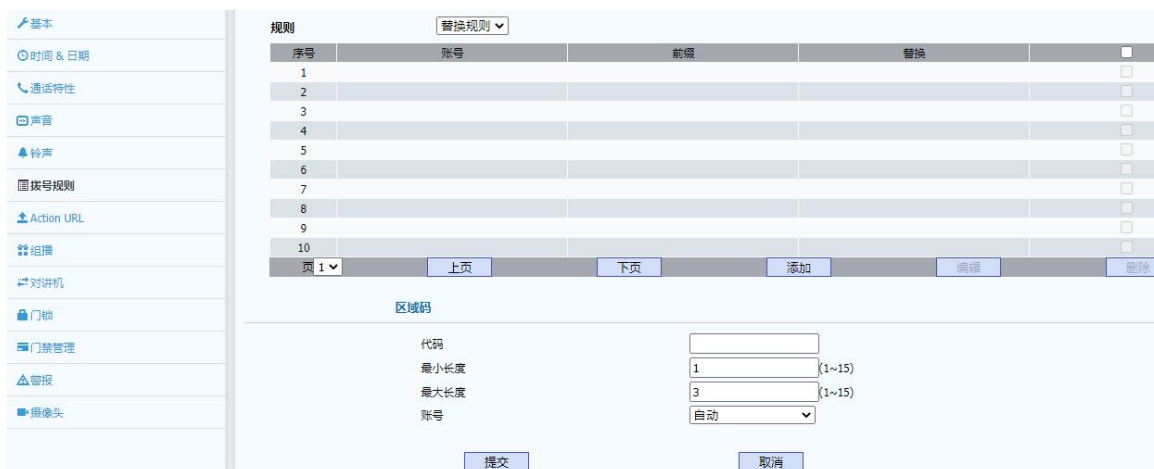 基本
时间 & 日期
通话特性
声音
铃声
拨号规则
Action URL
组播
对讲机
门锁
门禁管理
警报
摄像头
规则 替换规则
序号 账号 前缀 替换
1
2
3
4
5
6
7
8
9
10
页 1 上页 下页 添加 编辑 删除
区域码
代码
最小长度 1 (1~15)
最大长度 3 (1~15)
账号 自动
提交 取消